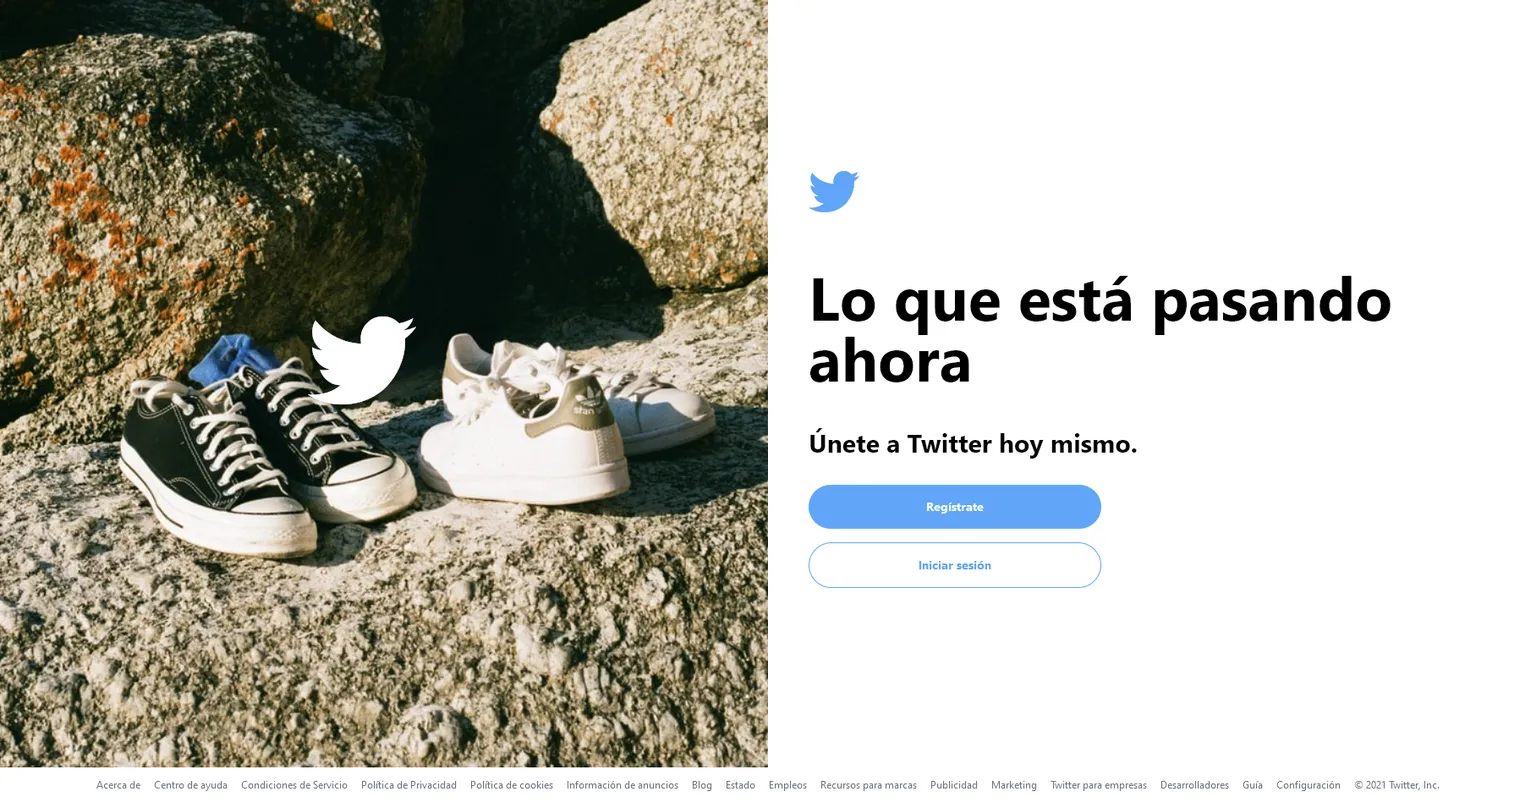 stan
Lo que está pasando
ahora
Únete a Twitter hoy mismo.
Regístrate
Iniciar sesión
Acerca de Centro de ayuda Condiciones de Servicio Política de Privacidad Política de cookies Información de anuncios Blog Estado Empleos Recursos para marcas Publicidad Marketing Twitter para empresas Desarrolladores Guía Configuración © 2021 Twitter, Inc.